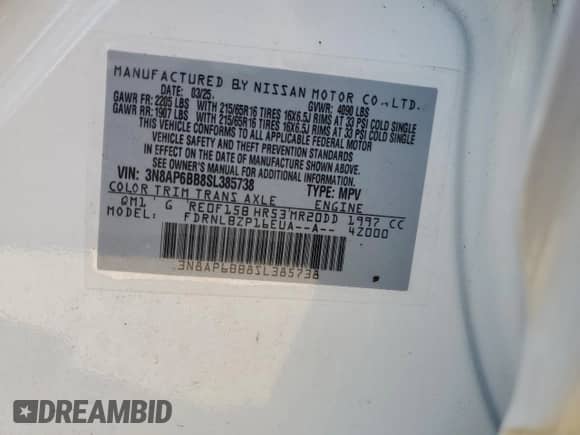 MANUFACTURED BY NISSAN MOTOR CO.,LTD.
DATE: 03/25. GVWR: 4090 LBS
GAWR FR: 2205 LBS WITH 215/65R16 TIRES 16X6.5J RIMS AT 33 PSI COLD SINGLE
GAWR RR: 1907 LBS WITH 215/65R16 TIRES 16X6.5J RIMS AT 33 PSI COLD SINGLE
THIS VEHICLE CONFORMS TO ALL APPLICABLE FEDERAL MOTOR
VEHICLE SAFETY AND THEFT PREVENTION STANDARDS
IN EFFECT ON THE DATE OF MANUFACTURE SHOWN ABOVE.
SEE OWNER'S MANUAL FOR ADDITIONAL INFORMATION.
VIN: 3N8AP6BB8SL385738 TYPE: MPV
COLOR TRIM TRANS AXLE ENGINE
QM1 G RE0F15B HR53 MR20DD 1997 CC
MODEL: FDRNLBZP16EUA--A-- 42000
3N8AP6BB8SL385738
DREAMBID